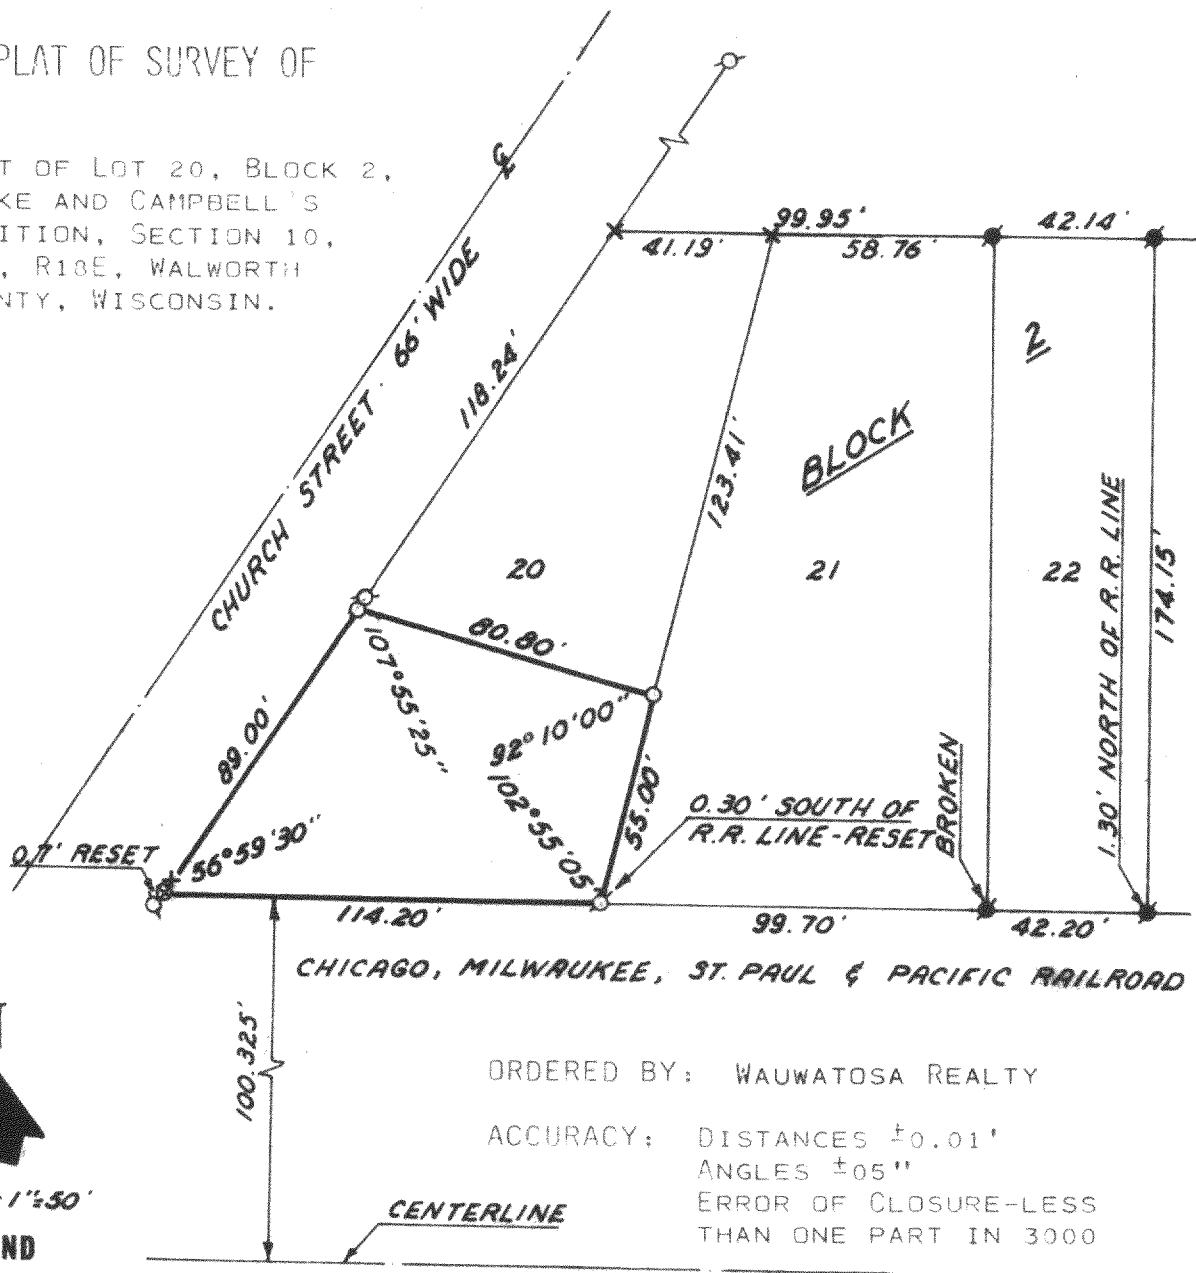 PLAT OF SURVEY OF
T OF LOT 20, BLOCK 2,
KE AND CAMPBELL'S
ITION, SECTION 10,
, R18E, WALWORTH
NTY, WISCONSIN.
℄
CHURCH STREET · 66' WIDE
99.95'
41.19'
58.76'
42.14'
118.24'
123.41'
BLOCK
2
20
21
22
1.30' NORTH OF R.R. LINE
174.15'
80.80'
107°55'25"
92°10'00"
89.00'
102°55'05"
55.00'
56°59'30"
0.7' RESET
0.30' SOUTH OF
R.R. LINE-RESET
BROKEN
114.20'
99.70'
42.20'
CHICAGO, MILWAUKEE, ST. PAUL & PACIFIC RAILROAD
100.325'
ORDERED BY: WAUWATOSA REALTY
ACCURACY: DISTANCES ±0.01'
ANGLES ±05"
ERROR OF CLOSURE-LESS
THAN ONE PART IN 3000
1"=50'
CENTERLINE
ND